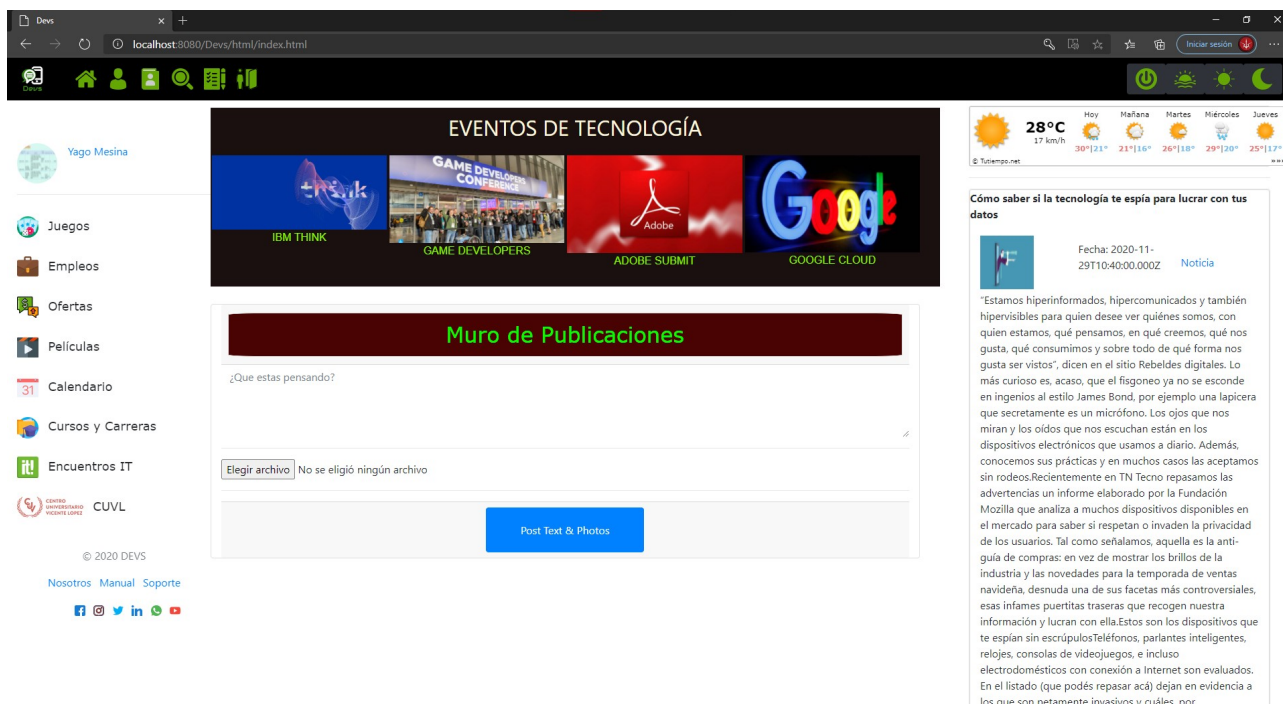 Devs
localhost:8080/Devs/html/index.html
Iniciar sesión
Devs
Yago Mesina
Juegos
Empleos
Ofertas
Películas
31
Calendario
Cursos y Carreras
it!
Encuentros IT
CENTRO
UNIVERSITARIO
VICENTE LOPEZ
CUVL
© 2020 DEVS
Nosotros Manual Soporte
EVENTOS DE TECNOLOGÍA
think
IBM THINK
GAME DEVELOPERS
CONFERENCE
GAME DEVELOPERS
Adobe
ADOBE SUBMIT
Google
GOOGLE CLOUD
Muro de Publicaciones
¿Que estas pensando?
Elegir archivo No se eligió ningún archivo
Post Text & Photos
28°C
17 km/h
Hoy Mañana Martes Miércoles Jueves
30°|21° 21°|16° 26°|18° 29°|20° 25°|17°
© Tutiempo.net
Cómo saber si la tecnología te espía para lucrar con tus
datos
Fecha: 2020-11-
29T10:40:00.000Z
Noticia
“Estamos hiperinformados, hipercomunicados y también
hipervisibles para quien desee ver quiénes somos, con
quien estamos, qué pensamos, en qué creemos, qué nos
gusta, qué consumimos y sobre todo de qué forma nos
gusta ser vistos”, dicen en el sitio Rebeldes digitales. Lo
más curioso es, acaso, que el fisgoneo ya no se esconde
en ingenios al estilo James Bond, por ejemplo una lapicera
que secretamente es un micrófono. Los ojos que nos
miran y los oídos que nos escuchan están en los
dispositivos electrónicos que usamos a diario. Además,
conocemos sus prácticas y en muchos casos las aceptamos
sin rodeos.Recientemente en TN Tecno repasamos las
advertencias un informe elaborado por la Fundación
Mozilla que analiza a muchos dispositivos disponibles en
el mercado para saber si respetan o invaden la privacidad
de los usuarios. Tal como señalamos, aquella es la anti-
guía de compras: en vez de mostrar los brillos de la
industria y las novedades para la temporada de ventas
navideña, desnuda una de sus facetas más controversiales,
esas infames puertitas traseras que recogen nuestra
información y lucran con ella.Estos son los dispositivos que
te espían sin escrúpulosTeléfonos, parlantes inteligentes,
relojes, consolas de videojuegos, e incluso
electrodomésticos con conexión a Internet son evaluados.
En el listado (que podés repasar acá) dejan en evidencia a
los que son netamente invasivos y cuáles, por